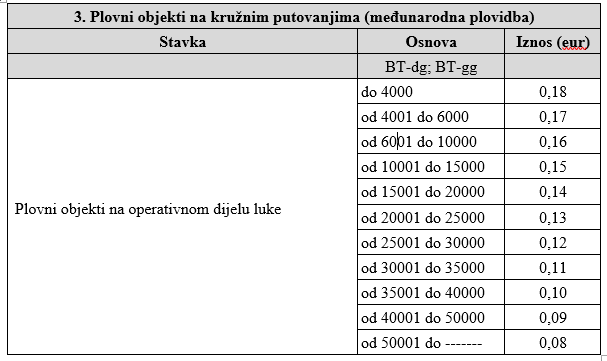 3. Plovni objekti na kružnim putovanjima (međunarodna plovidba)
Stavka Osnova Iznos (eur)
BT-dg; BT-gg
Plovni objekti na operativnom dijelu luke
do 4000 0,18
od 4001 do 6000 0,17
od 6001 do 10000 0,16
od 10001 do 15000 0,15
od 15001 do 20000 0,14
od 20001 do 25000 0,13
od 25001 do 30000 0,12
od 30001 do 35000 0,11
od 35001 do 40000 0,10
od 40001 do 50000 0,09
od 50001 do ------- 0,08